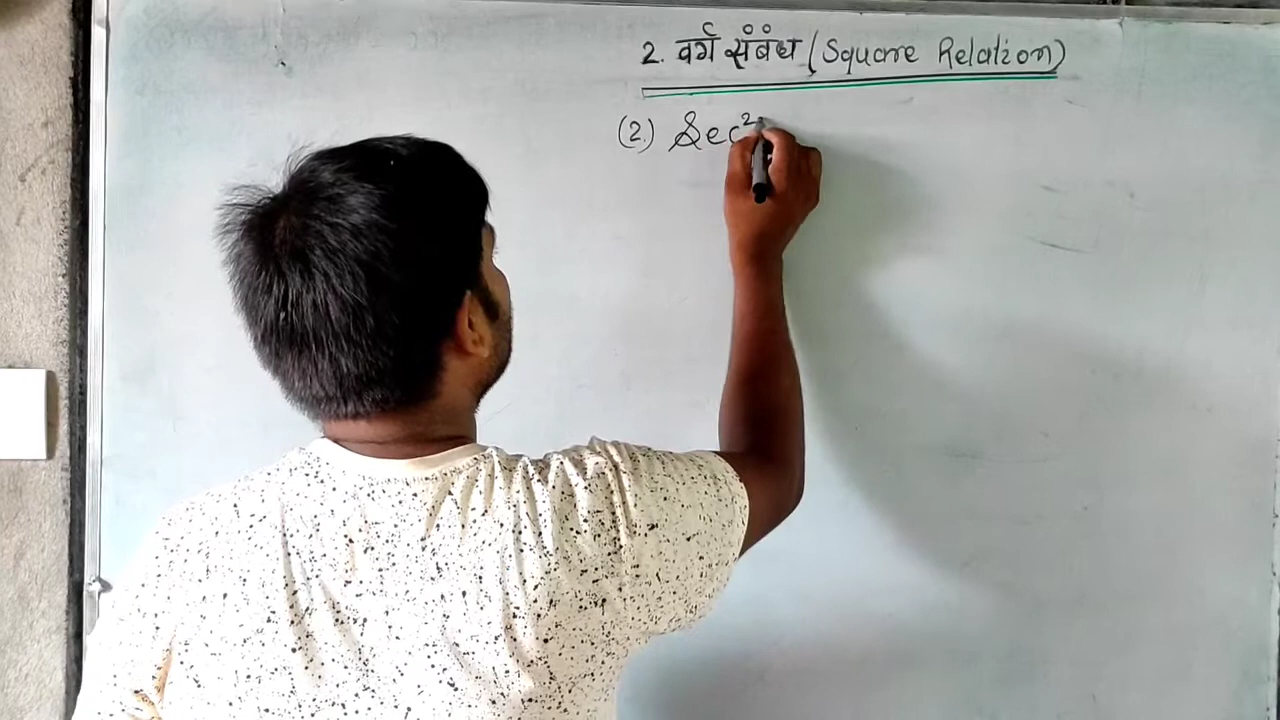 2. वर्ग संबंध (Square Relation)
(2.) Sec²